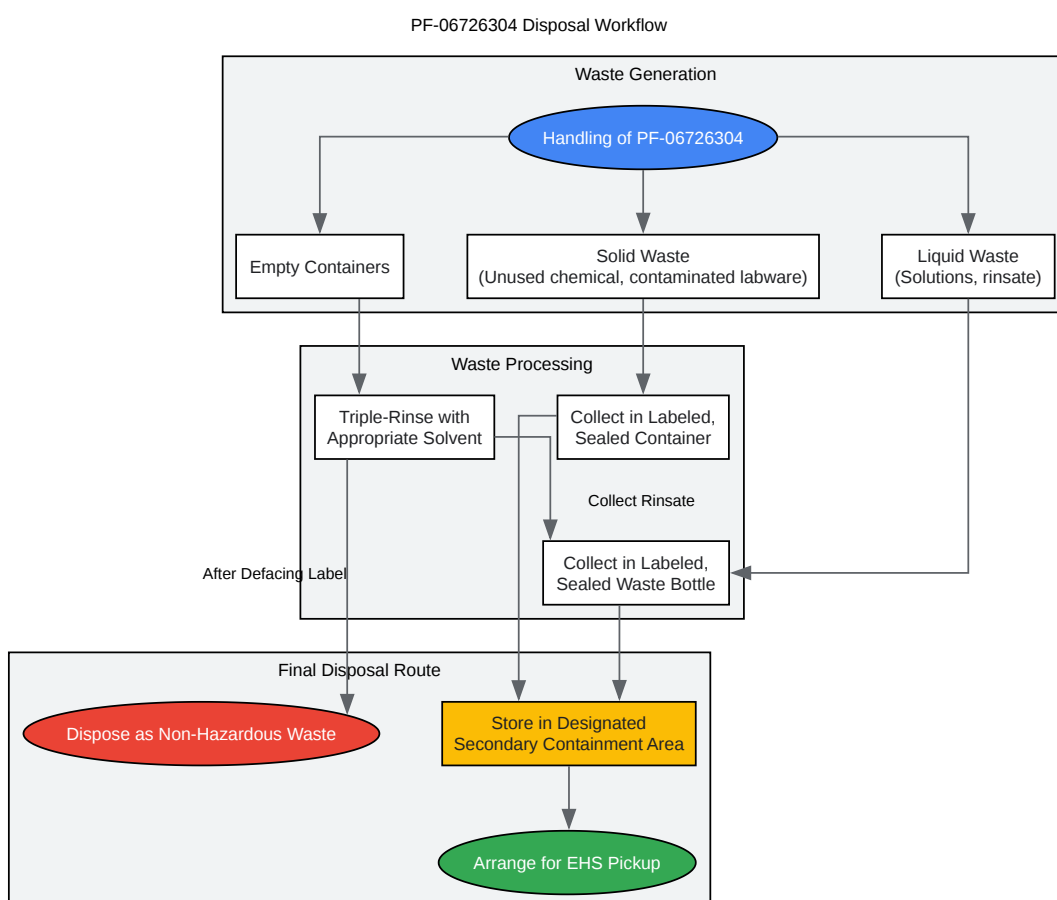 PF-06726304 Disposal Workflow
Waste Generation
Handling of PF-06726304
Empty Containers
Solid Waste
(Unused chemical, contaminated labware)
Liquid Waste
(Solutions, rinsate)
Waste Processing
Triple-Rinse with
Appropriate Solvent
Collect in Labeled,
Sealed Container
Collect Rinsate
After Defacing Label
Collect in Labeled,
Sealed Waste Bottle
Final Disposal Route
Dispose as Non-Hazardous Waste
Store in Designated
Secondary Containment Area
Arrange for EHS Pickup